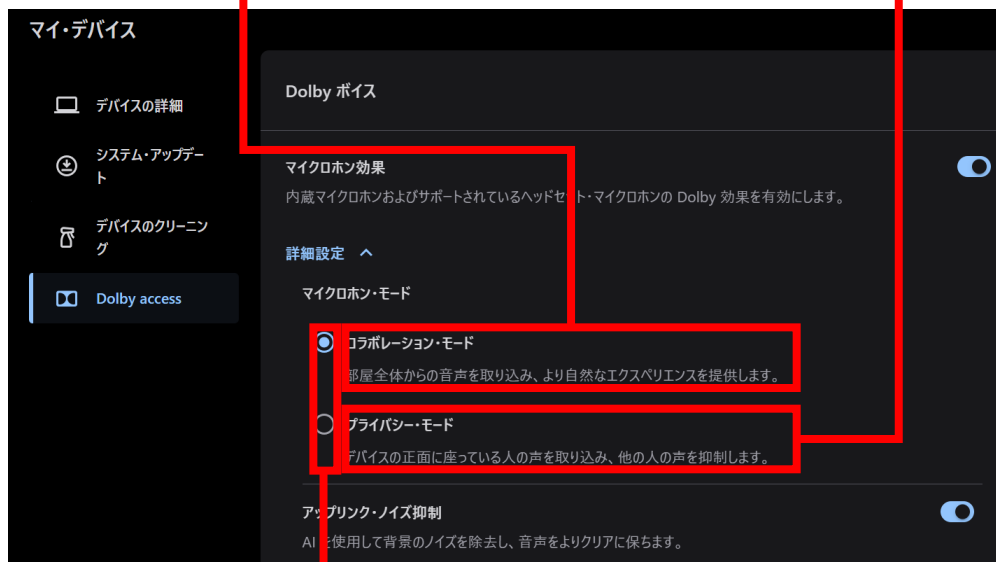 マイ・デバイス
デバイスの詳細
システム・アップデー
ト
デバイスのクリーニン
グ
Dolby access
Dolby ボイス
マイクロホン効果
内蔵マイクロホンおよびサポートされているヘッドセット・マイクロホンの Dolby 効果を有効にします。
詳細設定
マイクロホン・モード
コラボレーション・モード
部屋全体からの音声を取り込み、より自然なエクスペリエンスを提供します。
プライバシー・モード
デバイスの正面に座っている人の声を取り込み、他の人の声を抑制します。
アップリンク・ノイズ抑制
AI を使用して背景のノイズを除去し、音声をよりクリアに保ちます。